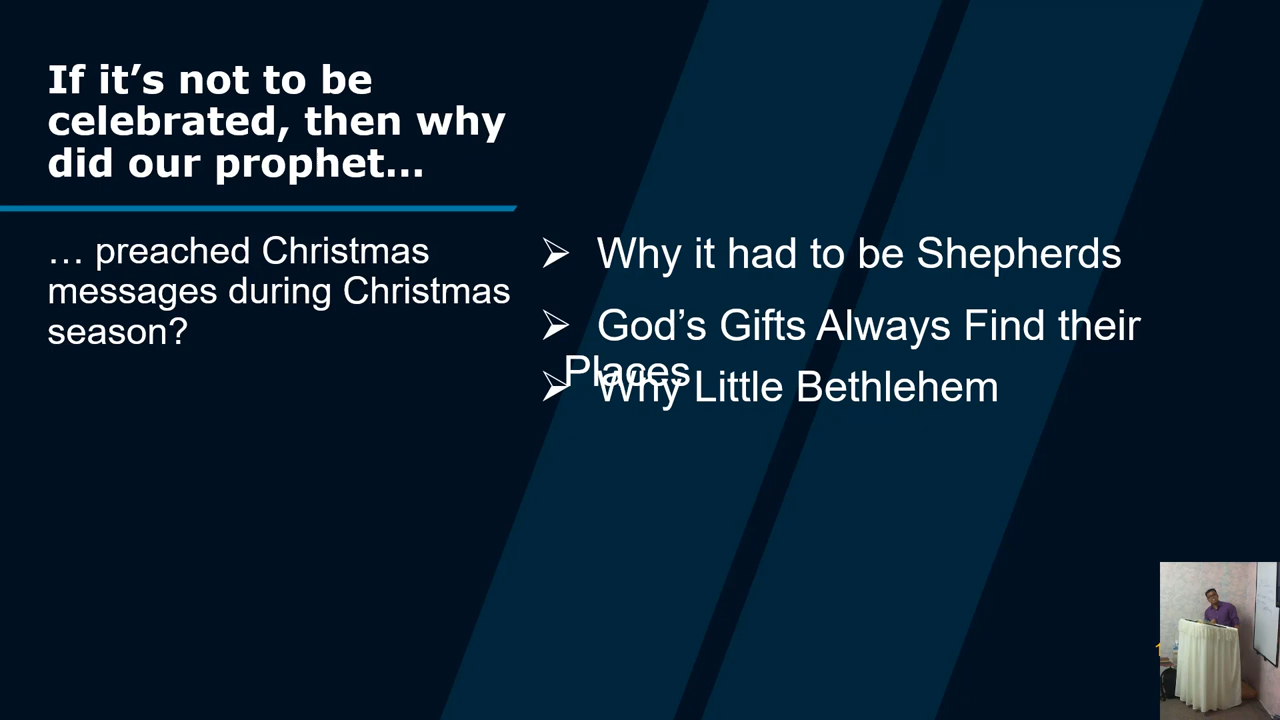 If it’s not to be
celebrated, then why
did our prophet…
… preached Christmas
messages during Christmas
season?
➢ Why it had to be Shepherds
➢ God’s Gifts Always Find their
Places
➢ Why Little Bethlehem